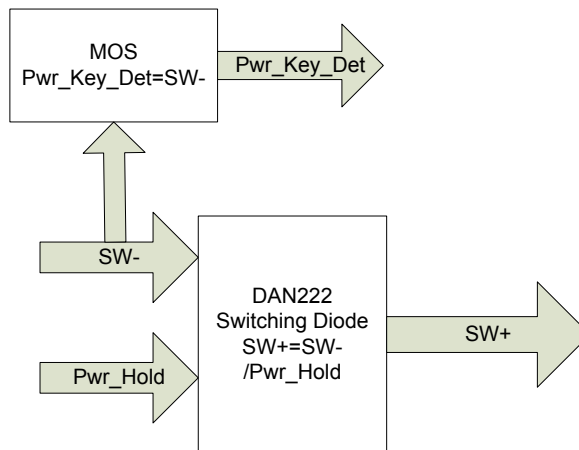 MOS
Pwr_Key_Det=SW-
Pwr_Key_Det
SW-
Pwr_Hold
DAN222
Switching Diode
SW+=SW-
/Pwr_Hold
SW+